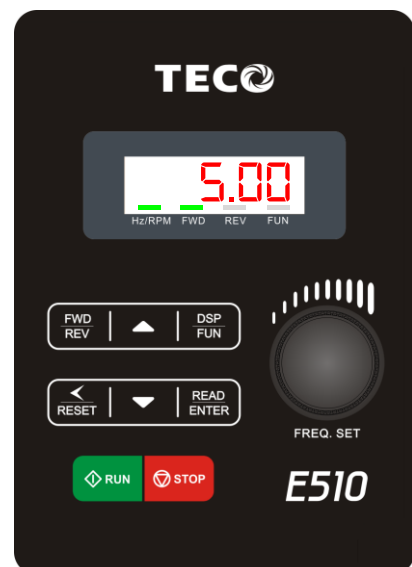 TECO
5.00
Hz/RPM FWD REV FUN
FWD
REV
DSP
FUN
RESET
READ
ENTER
FREQ. SET
RUN
STOP
E510